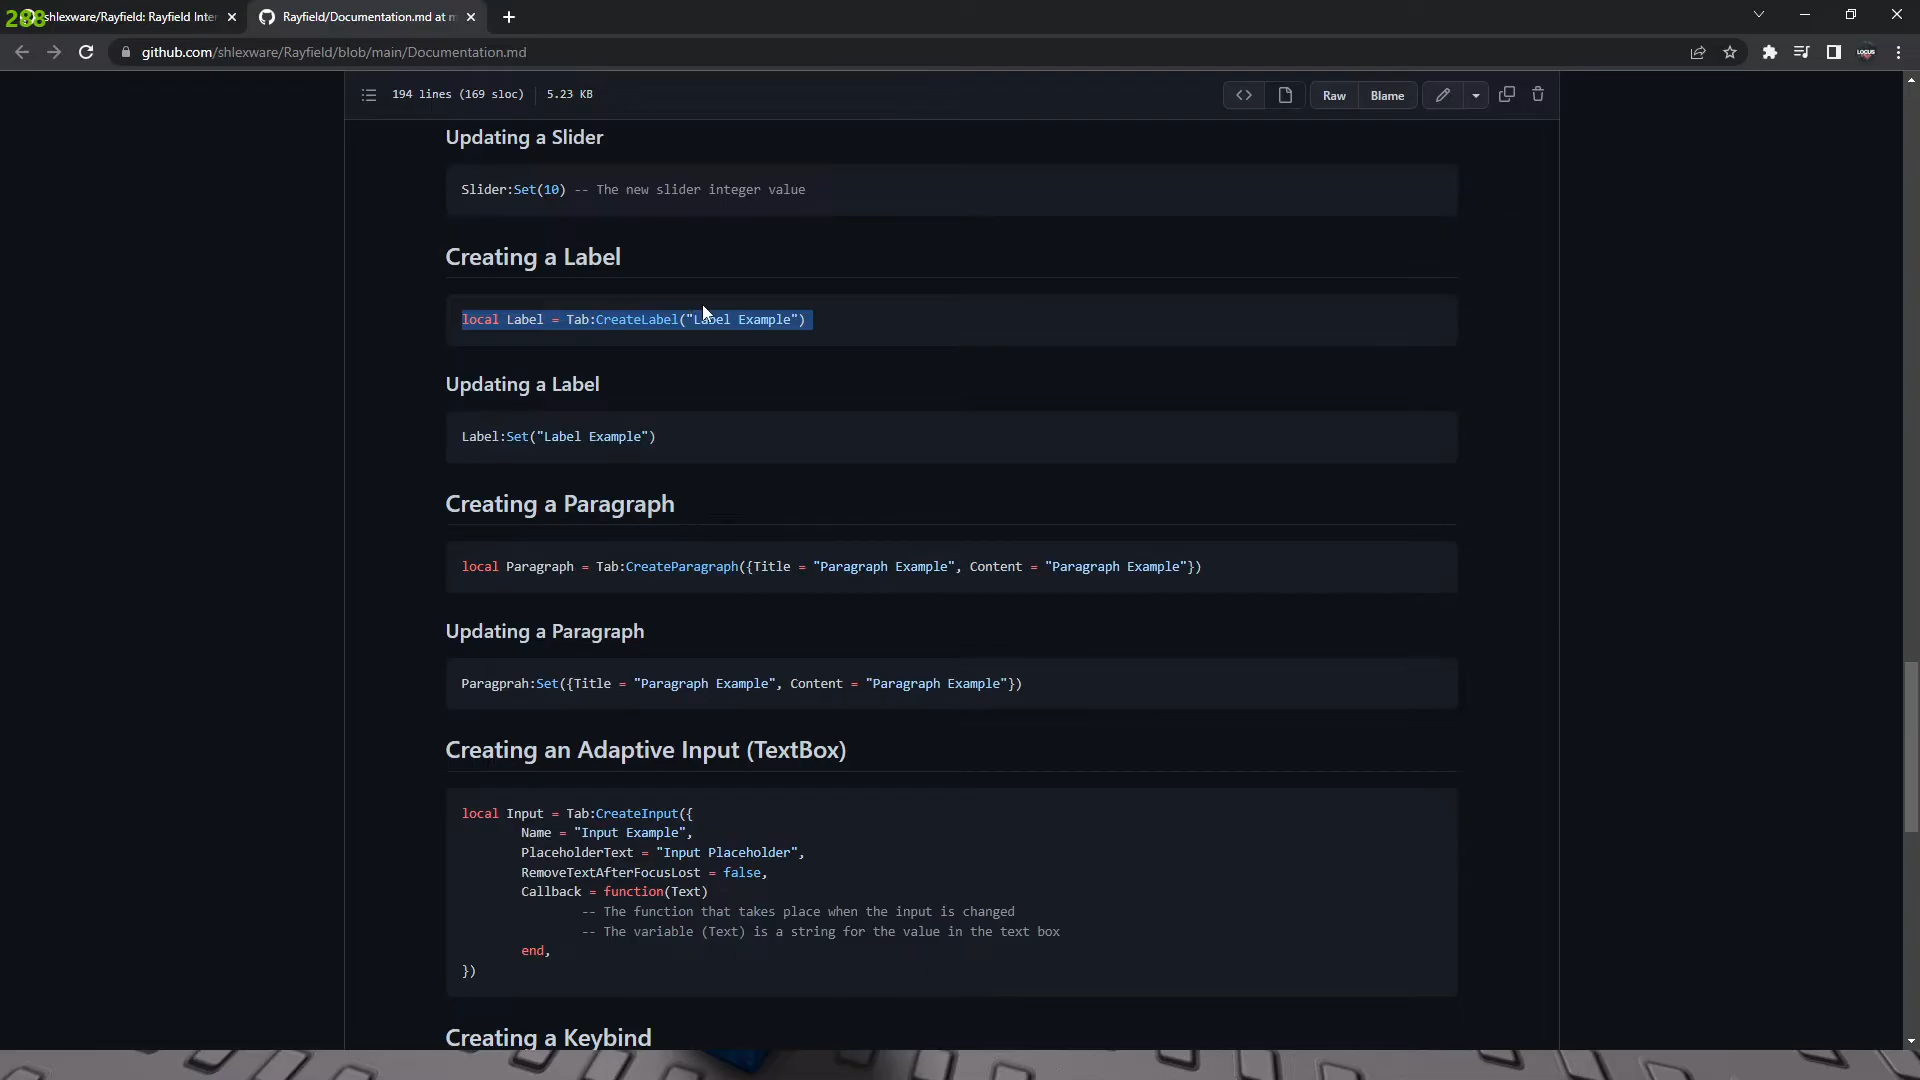 288
shlexware/Rayfield: Rayfield Inter
Rayfield/Documentation.md at m
github.com/shlexware/Rayfield/blob/main/Documentation.md
194 lines (169 sloc)
5.23 KB
Raw
Blame
Updating a Slider
Slider:Set(10) -- The new slider integer value
Creating a Label
local Label = Tab:CreateLabel("Label Example")
Updating a Label
Label:Set("Label Example")
Creating a Paragraph
local Paragraph = Tab:CreateParagraph({Title = "Paragraph Example", Content = "Paragraph Example"})
Updating a Paragraph
Paragprah:Set({Title = "Paragraph Example", Content = "Paragraph Example"})
Creating an Adaptive Input (TextBox)
local Input = Tab:CreateInput({
Name = "Input Example",
PlaceholderText = "Input Placeholder",
RemoveTextAfterFocusLost = false,
Callback = function(Text)
-- The function that takes place when the input is changed
-- The variable (Text) is a string for the value in the text box
end,
})
Creating a Keybind